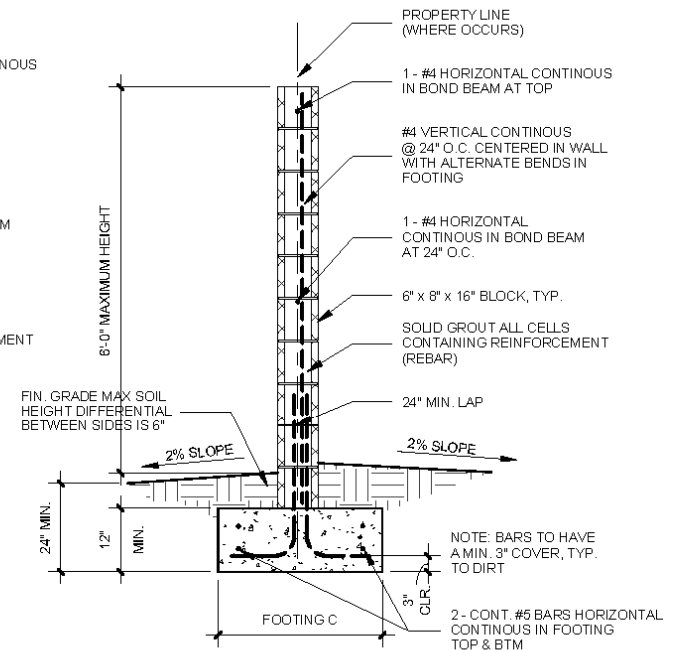 PROPERTY LINE
(WHERE OCCURS)
NOUS
1 - #4 HORIZONTAL CONTINOUS
IN BOND BEAM AT TOP
#4 VERTICAL CONTINOUS
@ 24" O.C. CENTERED IN WALL
WITH ALTERNATE BENDS IN
FOOTING
M
1 - #4 HORIZONTAL
CONTINOUS IN BOND BEAM
AT 24" O.C.
6'-0" MAXIMUM HEIGHT
6" x 8" x 16" BLOCK, TYP.
MENT
SOLID GROUT ALL CELLS
CONTAINING REINFORCEMENT
(REBAR)
FIN. GRADE MAX SOIL
HEIGHT DIFFERENTIAL
BETWEEN SIDES IS 6"
24" MIN. LAP
2% SLOPE
2% SLOPE
24" MIN.
12"
MIN.
NOTE: BARS TO HAVE
A MIN. 3" COVER, TYP.
TO DIRT
3"
CLR.
FOOTING C
2 - CONT. #5 BARS HORIZONTAL
CONTINOUS IN FOOTING
TOP & BTM